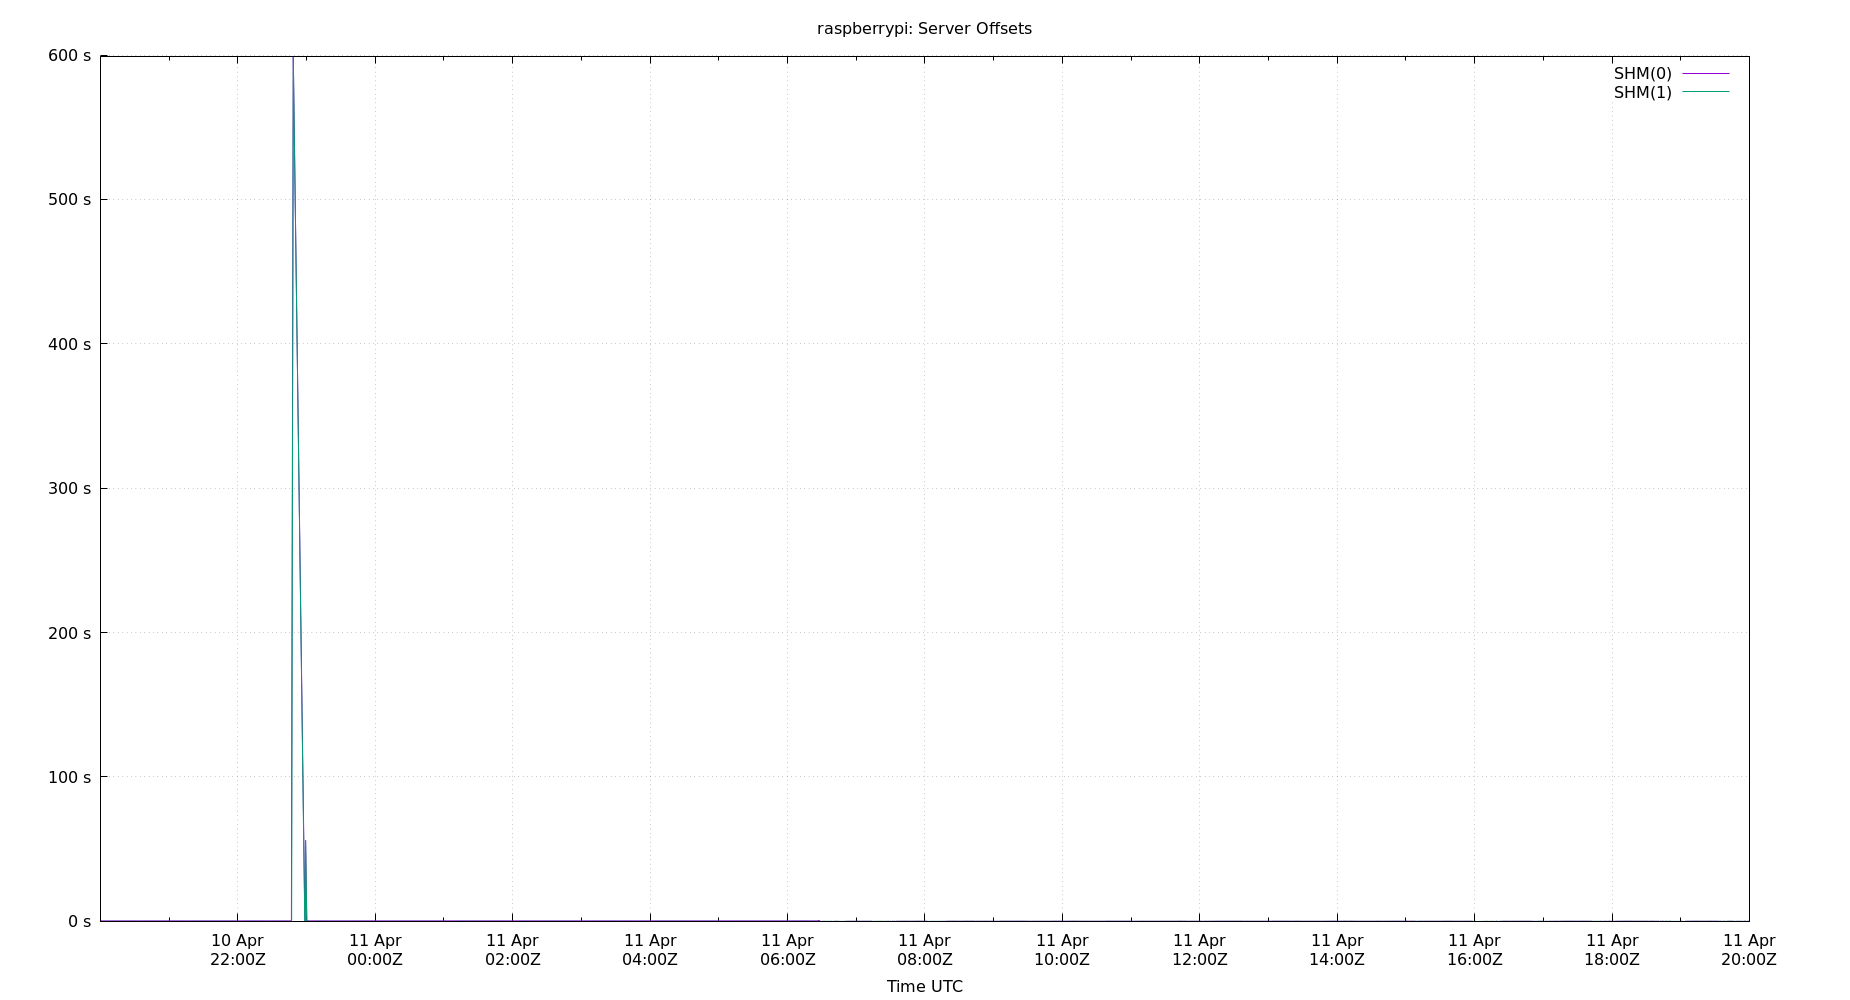 raspberrypi: Server Offsets
600 s
500 s
400 s
300 s
200 s
100 s
0 s
SHM(0)
SHM(1)
10 Apr 11 Apr 11 Apr 11 Apr 11 Apr 11 Apr 11 Apr 11 Apr 11 Apr 11 Apr 11 Apr 11 Apr
22:00Z 00:00Z 02:00Z 04:00Z 06:00Z 08:00Z 10:00Z 12:00Z 14:00Z 16:00Z 18:00Z 20:00Z
Time UTC